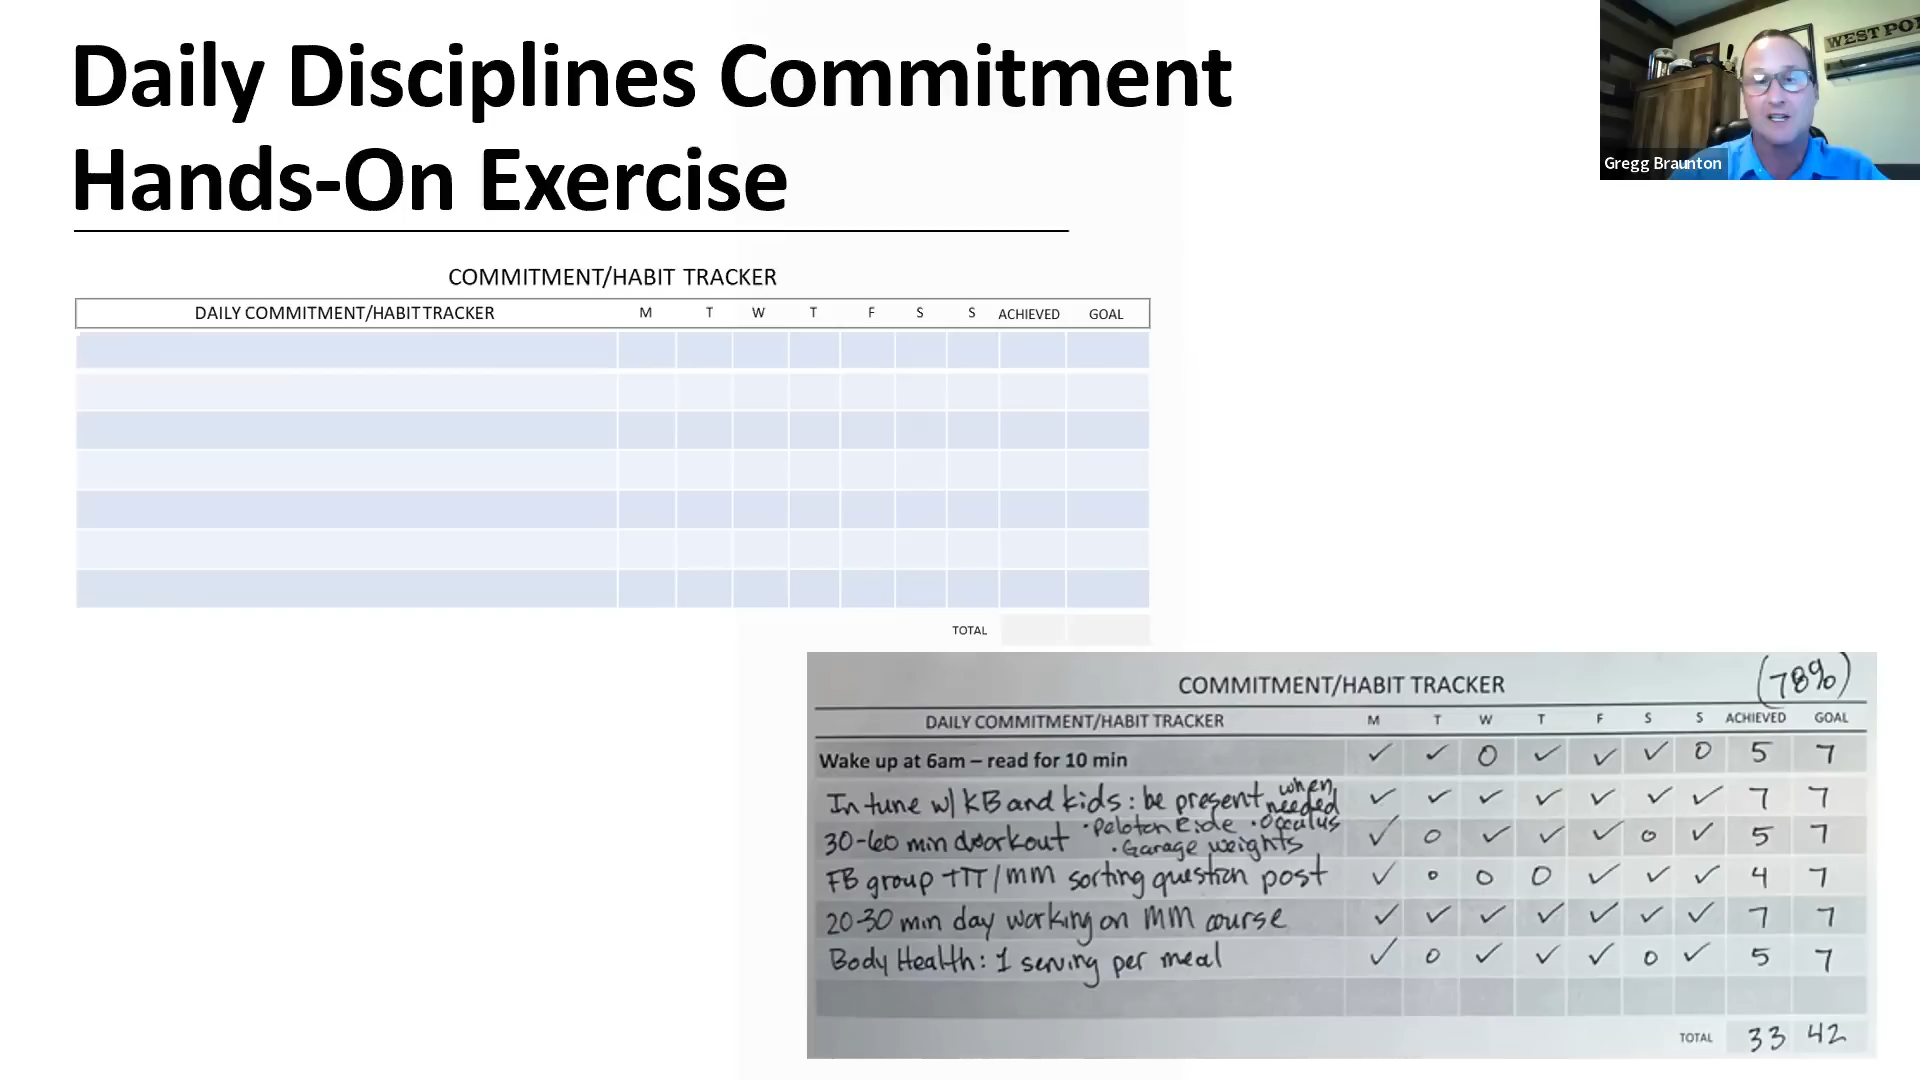 Daily Disciplines Commitment
Hands-On Exercise
WEST PO
Gregg Braunton
COMMITMENT/HABIT TRACKER
DAILY COMMITMENT/HABIT TRACKER M T W T F S S ACHIEVED GOAL
TOTAL
COMMITMENT/HABIT TRACKER (78%)
DAILY COMMITMENT/HABIT TRACKER M T W T F S S ACHIEVED GOAL
Wake up at 6am – read for 10 min ✓ ✓ O ✓ ✓ ✓ O 5 7
In tune w/ KB and kids: be present when needed ✓ ✓ ✓ ✓ ✓ ✓ ✓ 7 7
30-60 min workout • Peloton Ride • Occulus • Garage weights ✓ O ✓ ✓ ✓ O ✓ 5 7
FB group TTT/MM sorting question post ✓ O O O ✓ ✓ ✓ 4 7
20-30 min day working on MM course ✓ ✓ ✓ ✓ ✓ ✓ ✓ 7 7
Body Health: 1 serving per meal ✓ O ✓ ✓ ✓ O ✓ 5 7
TOTAL 33 42